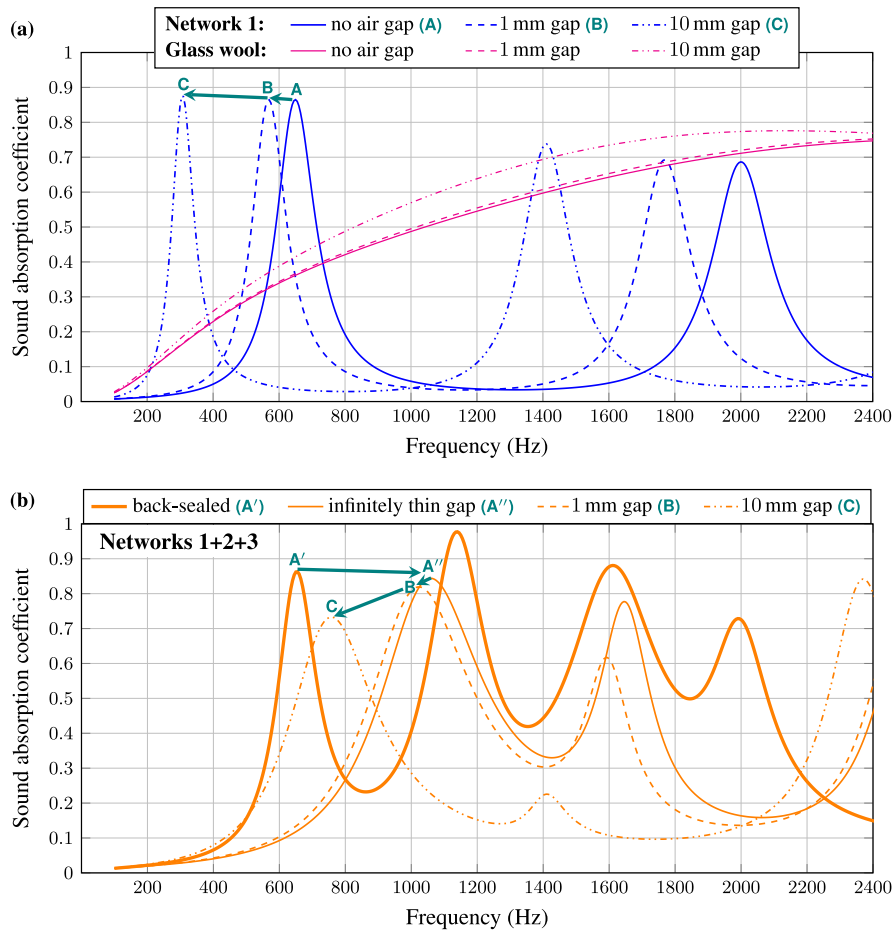 (a)
Network 1: no air gap (A) 1 mm gap (B) 10 mm gap (C)
Glass wool: no air gap 1 mm gap 10 mm gap
1
0.9
0.8
0.7
0.6
0.5
0.4
0.3
0.2
0.1
0
C B A
Sound absorption coefficient
200 400 600 800 1000 1200 1400 1600 1800 2000 2200 2400
Frequency (Hz)
(b)
back-sealed (A′) infinitely thin gap (A′′) 1 mm gap (B) 10 mm gap (C)
Networks 1+2+3
1
0.9
0.8
0.7
0.6
0.5
0.4
0.3
0.2
0.1
0
A′ A′′
B
C
Sound absorption coefficient
200 400 600 800 1000 1200 1400 1600 1800 2000 2200 2400
Frequency (Hz)